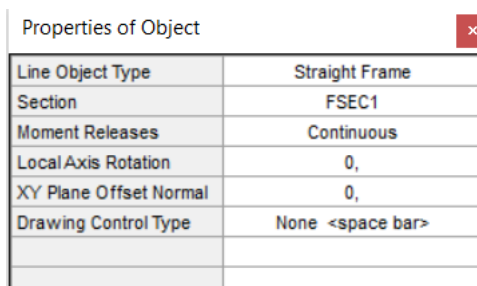 Properties of Object
Line Object Type Straight Frame
Section FSEC1
Moment Releases Continuous
Local Axis Rotation 0,
XY Plane Offset Normal 0,
Drawing Control Type None <space bar>